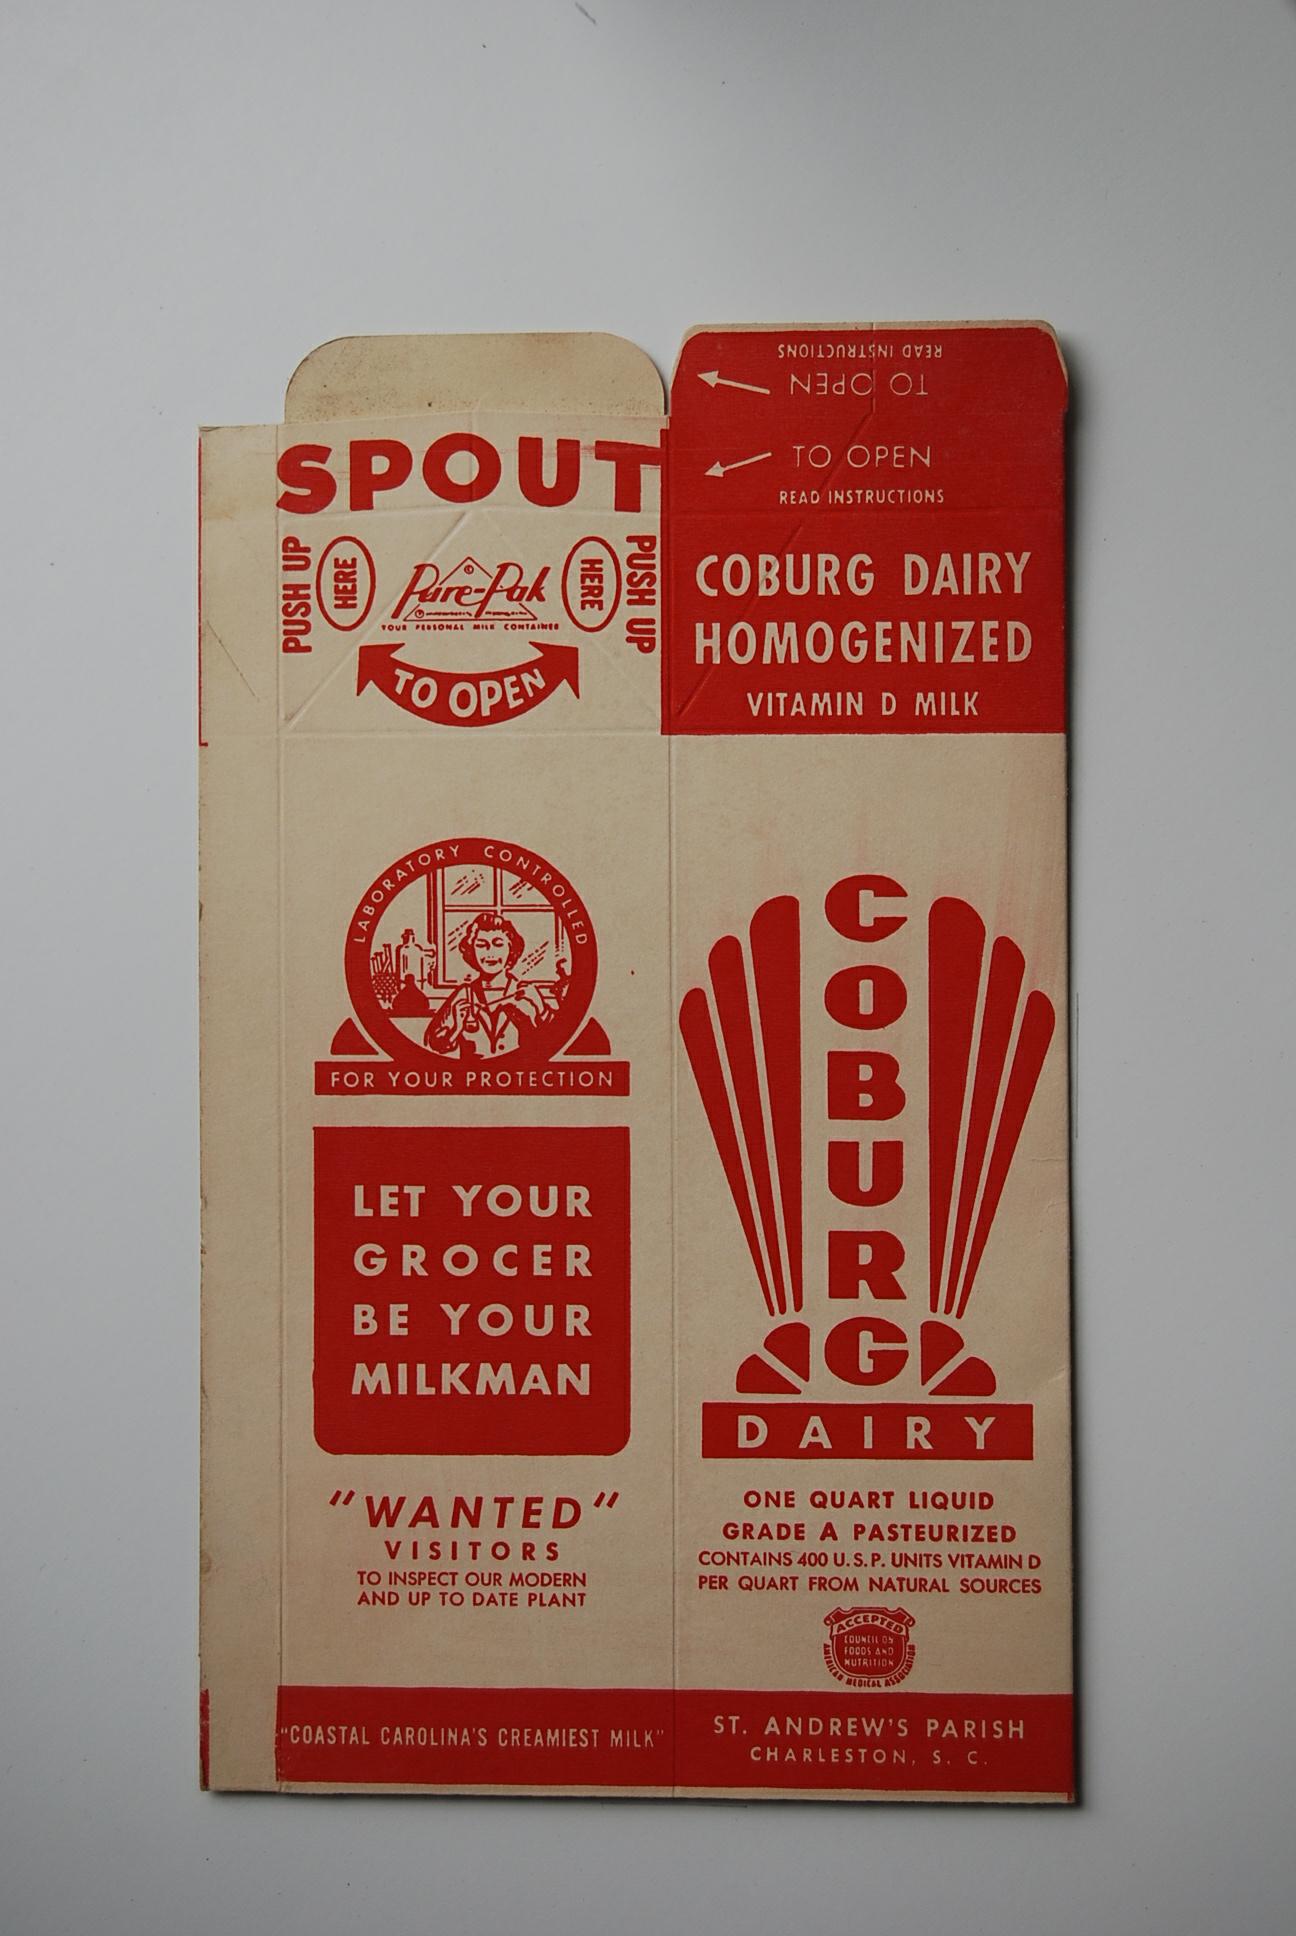 SPOUT
PUSH UP
HERE
Pure-Pak
YOUR PERSONAL MILK CONTAINER
HERE
PUSH UP
TO OPEN
LABORATORY CONTROLLED
FOR YOUR PROTECTION
LET YOUR
GROCER
BE YOUR
MILKMAN
"WANTED"
VISITORS
TO INSPECT OUR MODERN
AND UP TO DATE PLANT
"COASTAL CAROLINA'S CREAMIEST MILK"
READ INSTRUCTIONS
TO OPEN
TO OPEN
READ INSTRUCTIONS
COBURG DAIRY
HOMOGENIZED
VITAMIN D MILK
COBURG
DAIRY
ONE QUART LIQUID
GRADE A PASTEURIZED
CONTAINS 400 U.S.P. UNITS VITAMIN D
PER QUART FROM NATURAL SOURCES
ACCEPTED
COUNCIL ON
FOODS AND
NUTRITION
AMERICAN MEDICAL ASSOCIATION
ST. ANDREW'S PARISH
CHARLESTON, S. C.